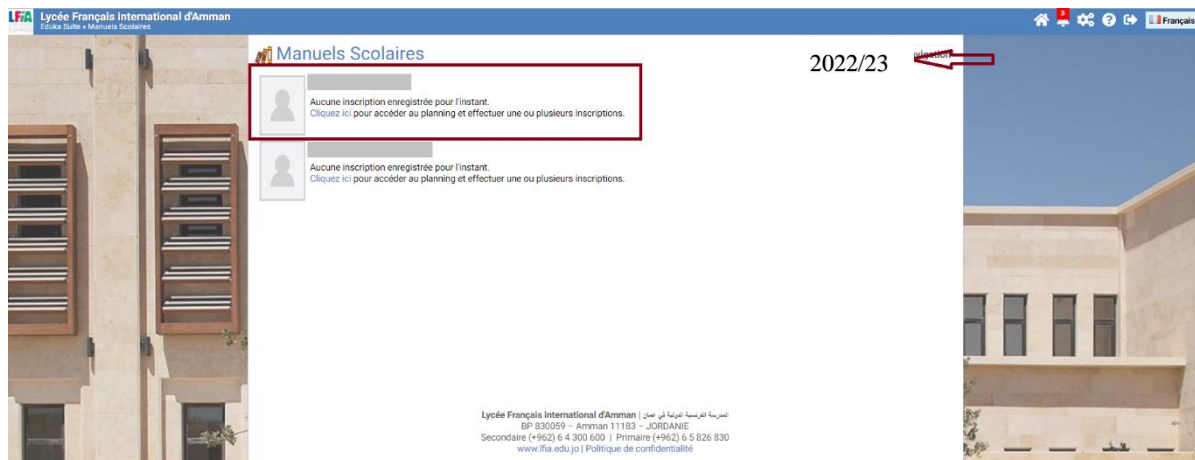 LFiA Lycée Français International d'Amman
Eduka Suite » Manuels Scolaires
3
Français
Manuels Scolaires
2022/23
Aucune inscription enregistrée pour l'instant.
Cliquez ici pour accéder au planning et effectuer une ou plusieurs inscriptions.
Aucune inscription enregistrée pour l'instant.
Cliquez ici pour accéder au planning et effectuer une ou plusieurs inscriptions.
Lycée Français International d'Amman | المدرسة الفرنسية الدولية في عمان
BP 830059 – Amman 11183 – JORDANIE
Secondaire (+962) 6 4 300 600 | Primaire (+962) 6 5 826 830
www.lfia.edu.jo | Politique de confidentialité